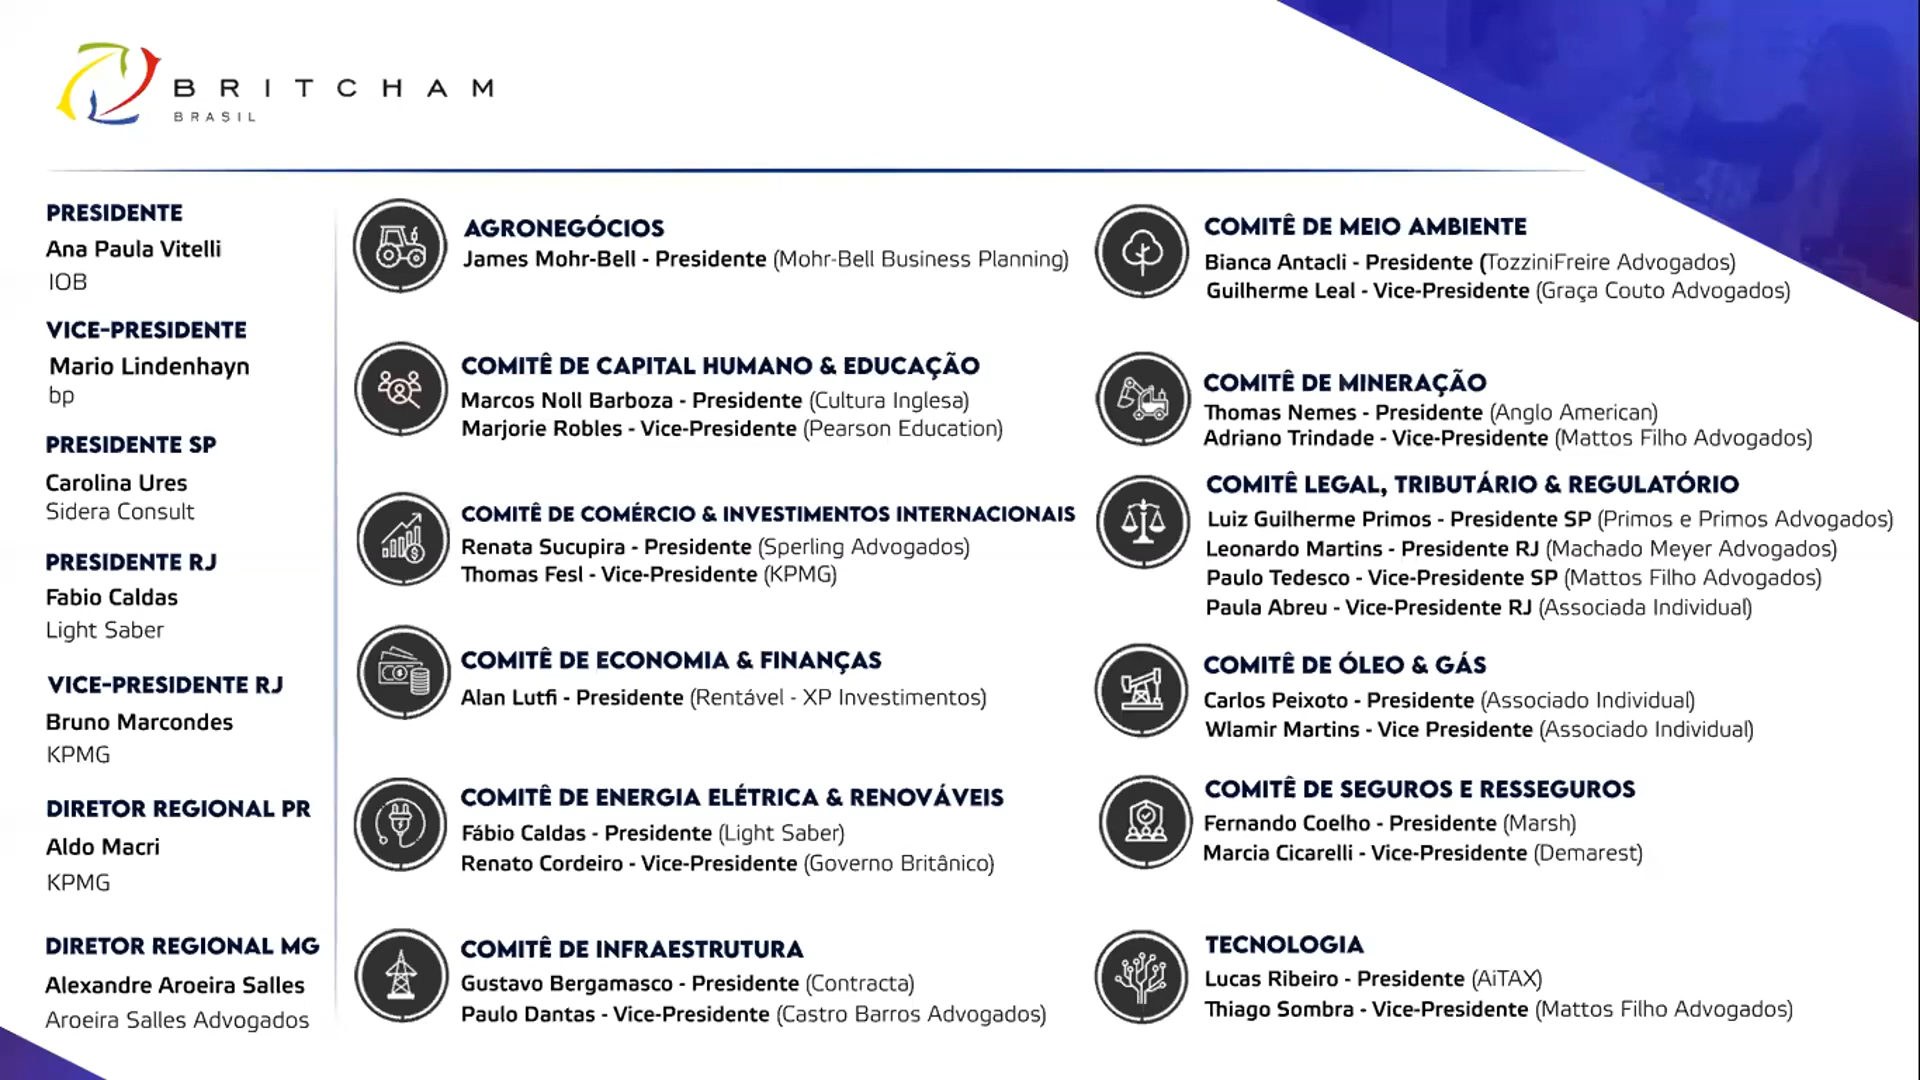 BRITCHAM
BRASIL
PRESIDENTE
Ana Paula Vitelli
IOB
VICE-PRESIDENTE
Mario Lindenhayn
bp
PRESIDENTE SP
Carolina Ures
Sidera Consult
PRESIDENTE RJ
Fabio Caldas
Light Saber
VICE-PRESIDENTE RJ
Bruno Marcondes
KPMG
DIRETOR REGIONAL PR
Aldo Macri
KPMG
DIRETOR REGIONAL MG
Alexandre Aroeira Salles
Aroeira Salles Advogados
AGRONEGÓCIOS
James Mohr-Bell - Presidente (Mohr-Bell Business Planning)
COMITÊ DE CAPITAL HUMANO & EDUCAÇÃO
Marcos Noll Barboza - Presidente (Cultura Inglesa)
Marjorie Robles - Vice-Presidente (Pearson Education)
COMITÊ DE COMÉRCIO & INVESTIMENTOS INTERNACIONAIS
Renata Sucupira - Presidente (Sperling Advogados)
Thomas Fesl - Vice-Presidente (KPMG)
COMITÊ DE ECONOMIA & FINANÇAS
Alan Lutfi - Presidente (Rentável - XP Investimentos)
COMITÊ DE ENERGIA ELÉTRICA & RENOVÁVEIS
Fábio Caldas - Presidente (Light Saber)
Renato Cordeiro - Vice-Presidente (Governo Britânico)
COMITÊ DE INFRAESTRUTURA
Gustavo Bergamasco - Presidente (Contracta)
Paulo Dantas - Vice-Presidente (Castro Barros Advogados)
COMITÊ DE MEIO AMBIENTE
Bianca Antacli - Presidente (TozziniFreire Advogados)
Guilherme Leal - Vice-Presidente (Graça Couto Advogados)
COMITÊ DE MINERAÇÃO
Thomas Nemes - Presidente (Anglo American)
Adriano Trindade - Vice-Presidente (Mattos Filho Advogados)
COMITÊ LEGAL, TRIBUTÁRIO & REGULATÓRIO
Luiz Guilherme Primos - Presidente SP (Primos e Primos Advogados)
Leonardo Martins - Presidente RJ (Machado Meyer Advogados)
Paulo Tedesco - Vice-Presidente SP (Mattos Filho Advogados)
Paula Abreu - Vice-Presidente RJ (Associada Individual)
COMITÊ DE ÓLEO & GÁS
Carlos Peixoto - Presidente (Associado Individual)
Wlamir Martins - Vice Presidente (Associado Individual)
COMITÊ DE SEGUROS E RESSEGUROS
Fernando Coelho - Presidente (Marsh)
Marcia Cicarelli - Vice-Presidente (Demarest)
TECNOLOGIA
Lucas Ribeiro - Presidente (AiTAX)
Thiago Sombra - Vice-Presidente (Mattos Filho Advogados)